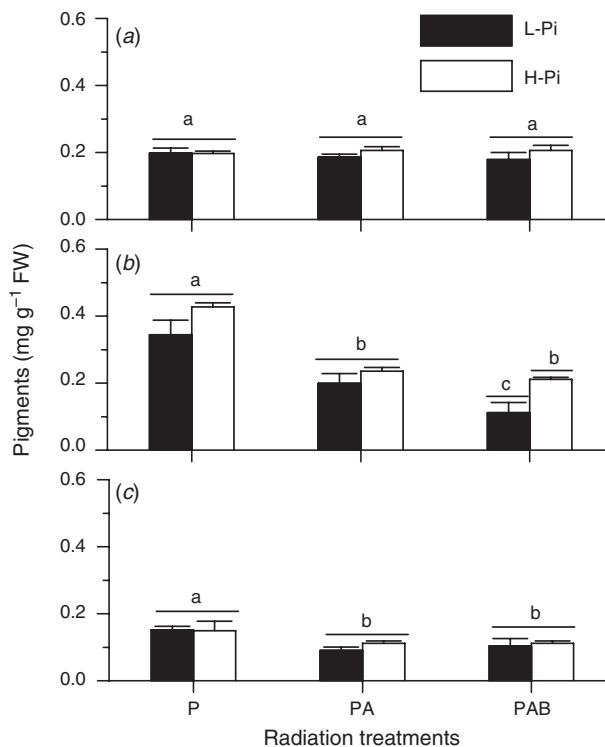 (a)
L-Pi
H-Pi
0.6
0.4
0.2
0.0
a
a
a
(b)
0.6
0.4
0.2
0.0
a
b
c
b
(c)
0.6
0.4
0.2
0.0
a
b
b
Pigments (mg g⁻¹ FW)
P
PA
PAB
Radiation treatments